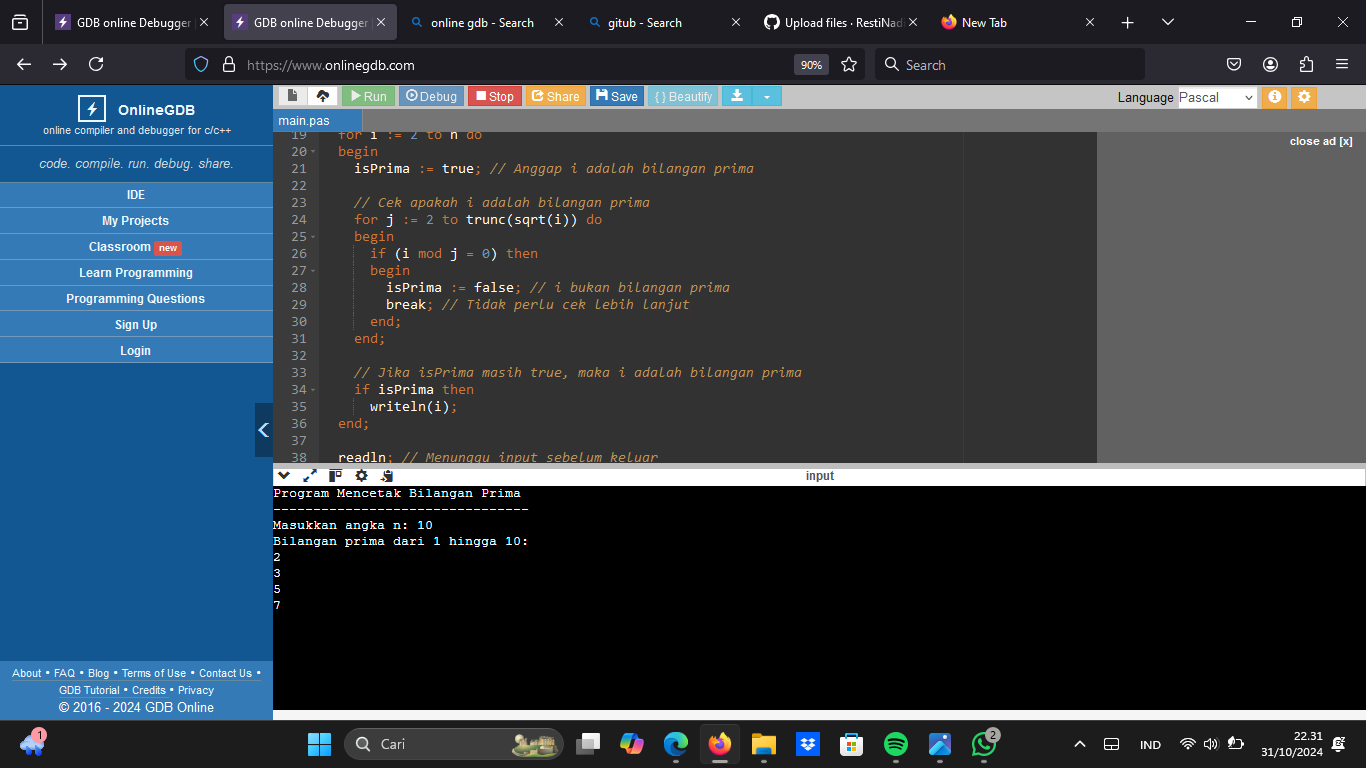 GDB online Debugger
GDB online Debugger
online gdb - Search
gitub - Search
Upload files · RestiNadi
New Tab
https://www.onlinegdb.com
90%
Search
OnlineGDB
online compiler and debugger for c/c++
code. compile. run. debug. share.
IDE
My Projects
Classroom new
Learn Programming
Programming Questions
Sign Up
Login
About • FAQ • Blog • Terms of Use • Contact Us •
GDB Tutorial • Credits • Privacy
© 2016 - 2024 GDB Online
Run
Debug
Stop
Share
Save
{ } Beautify
Language Pascal
main.pas
close ad [x]
19 for i := 2 to n do
20 begin
21 isPrima := true; // Anggap i adalah bilangan prima
22
23 // Cek apakah i adalah bilangan prima
24 for j := 2 to trunc(sqrt(i)) do
25 begin
26 if (i mod j = 0) then
27 begin
28 isPrima := false; // i bukan bilangan prima
29 break; // Tidak perlu cek lebih lanjut
30 end;
31 end;
32
33 // Jika isPrima masih true, maka i adalah bilangan prima
34 if isPrima then
35 writeln(i);
36 end;
37
38 readln; // Menunggu input sebelum keluar
input
Program Mencetak Bilangan Prima
--------------------------------
Masukkan angka n: 10
Bilangan prima dari 1 hingga 10:
2
3
5
7
1
Cari
2
IND
22.31
31/10/2024